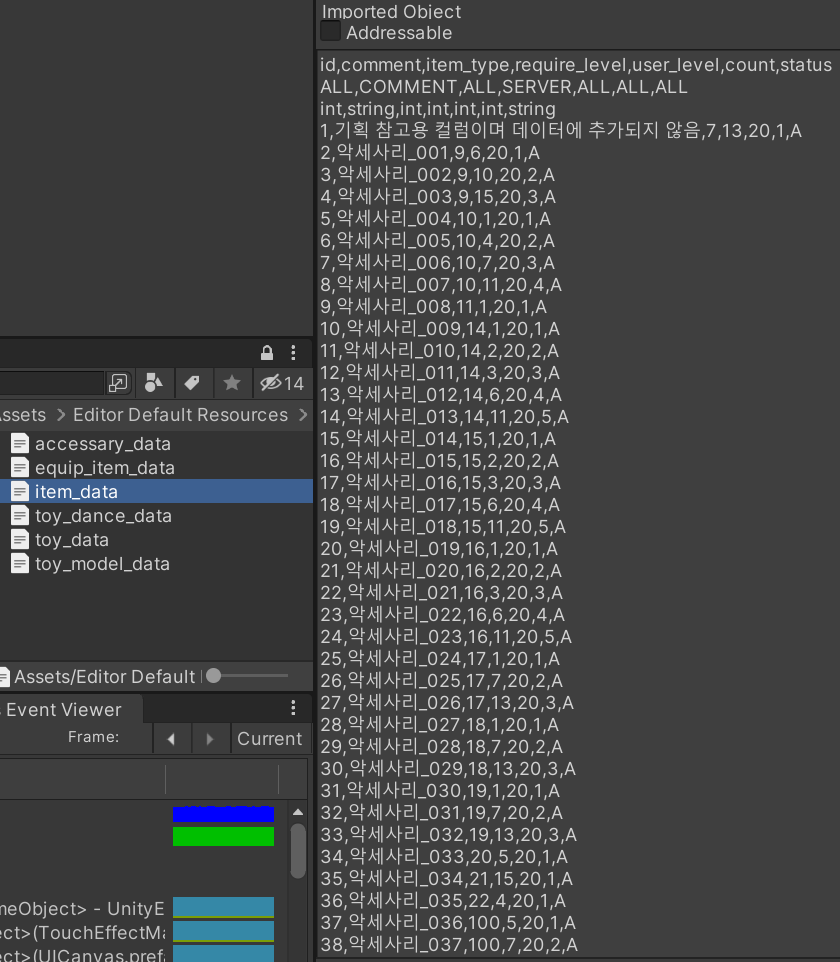 Imported Object
Addressable
id,comment,item_type,require_level,user_level,count,status
ALL,COMMENT,ALL,SERVER,ALL,ALL,ALL
int,string,int,int,int,int,string
1,기획 참고용 컬럼이며 데이터에 추가되지 않음,7,13,20,1,A
2,악세사리_001,9,6,20,1,A
3,악세사리_002,9,10,20,2,A
4,악세사리_003,9,15,20,3,A
5,악세사리_004,10,1,20,1,A
6,악세사리_005,10,4,20,2,A
7,악세사리_006,10,7,20,3,A
8,악세사리_007,10,11,20,4,A
9,악세사리_008,11,1,20,1,A
10,악세사리_009,14,1,20,1,A
11,악세사리_010,14,2,20,2,A
12,악세사리_011,14,3,20,3,A
13,악세사리_012,14,6,20,4,A
14,악세사리_013,14,11,20,5,A
15,악세사리_014,15,1,20,1,A
16,악세사리_015,15,2,20,2,A
17,악세사리_016,15,3,20,3,A
18,악세사리_017,15,6,20,4,A
19,악세사리_018,15,11,20,5,A
20,악세사리_019,16,1,20,1,A
21,악세사리_020,16,2,20,2,A
22,악세사리_021,16,3,20,3,A
23,악세사리_022,16,6,20,4,A
24,악세사리_023,16,11,20,5,A
25,악세사리_024,17,1,20,1,A
26,악세사리_025,17,7,20,2,A
27,악세사리_026,17,13,20,3,A
28,악세사리_027,18,1,20,1,A
29,악세사리_028,18,7,20,2,A
30,악세사리_029,18,13,20,3,A
31,악세사리_030,19,1,20,1,A
32,악세사리_031,19,7,20,2,A
33,악세사리_032,19,13,20,3,A
34,악세사리_033,20,5,20,1,A
35,악세사리_034,21,15,20,1,A
36,악세사리_035,22,4,20,1,A
37,악세사리_036,100,5,20,1,A
38,악세사리_037,100,7,20,2,A
14
ssets > Editor Default Resources >
accessary_data
equip_item_data
item_data
toy_dance_data
toy_data
toy_model_data
Assets/Editor Default
s Event Viewer
Frame:
Current
meObject> - UnityE
ect>(TouchEffectMa
ect>(UICanvas.prefa